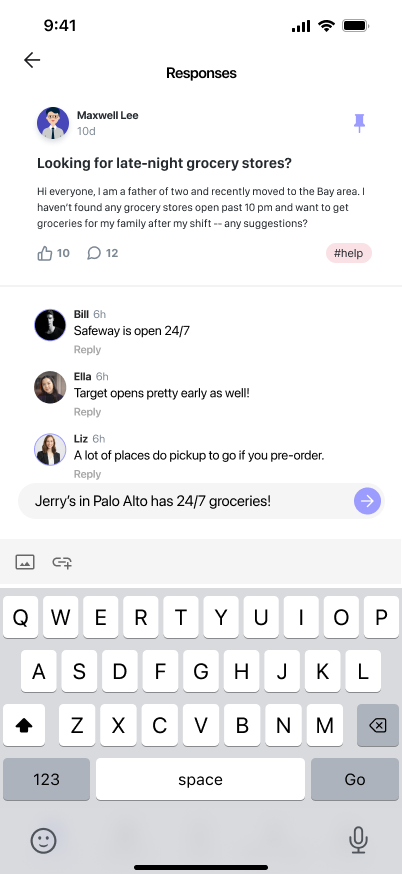 9:41
Responses
Maxwell Lee
10d
Looking for late-night grocery stores?
Hi everyone, I am a father of two and recently moved to the Bay area. I
haven't found any grocery stores open past 10 pm and want to get
groceries for my family after my shift -- any suggestions?
10 12 #help
Bill 6h
Safeway is open 24/7
Reply
Ella 6h
Target opens pretty early as well!
Reply
Liz 6h
A lot of places do pickup to go if you pre-order.
Reply
Jerry's in Palo Alto has 24/7 groceries!
Q W E R T Y U I O P
A S D F G H J K L
Z X C V B N M
123 space Go